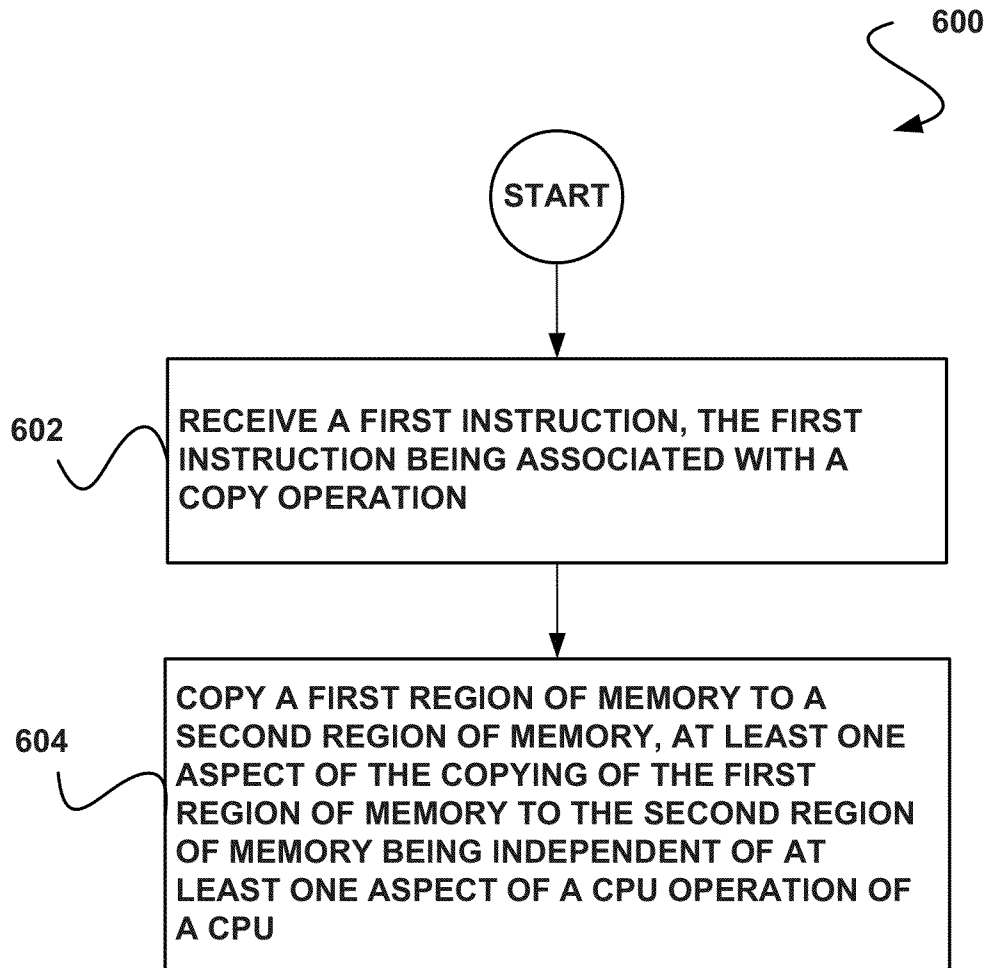 600
START
602
RECEIVE A FIRST INSTRUCTION, THE FIRST
INSTRUCTION BEING ASSOCIATED WITH A
COPY OPERATION
604
COPY A FIRST REGION OF MEMORY TO A
SECOND REGION OF MEMORY, AT LEAST ONE
ASPECT OF THE COPYING OF THE FIRST
REGION OF MEMORY TO THE SECOND REGION
OF MEMORY BEING INDEPENDENT OF AT
LEAST ONE ASPECT OF A CPU OPERATION OF
A CPU